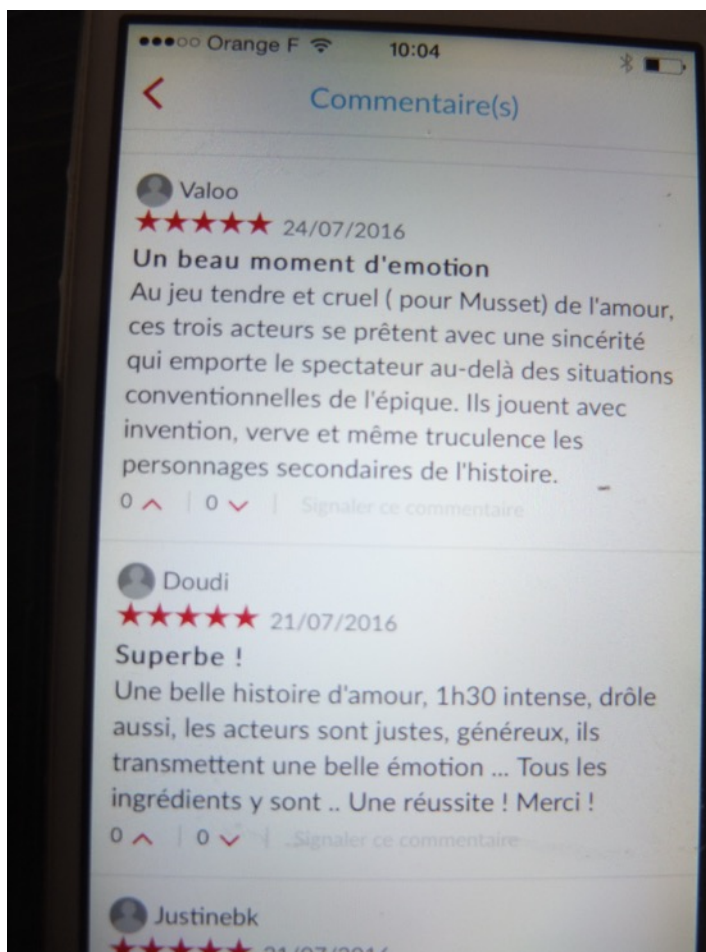 Orange F 10:04
Commentaire(s)
Valoo
24/07/2016
Un beau moment d'emotion
Au jeu tendre et cruel ( pour Musset) de l'amour,
ces trois acteurs se prêtent avec une sincérité
qui emporte le spectateur au-delà des situations
conventionnelles de l'épique. Ils jouent avec
invention, verve et même truculence les
personnages secondaires de l'histoire.
0 0 Signaler ce commentaire
Doudi
21/07/2016
Superbe !
Une belle histoire d'amour, 1h30 intense, drôle
aussi, les acteurs sont justes, généreux, ils
transmettent une belle émotion ... Tous les
ingrédients y sont .. Une réussite ! Merci !
0 0 Signaler ce commentaire
Justinebk